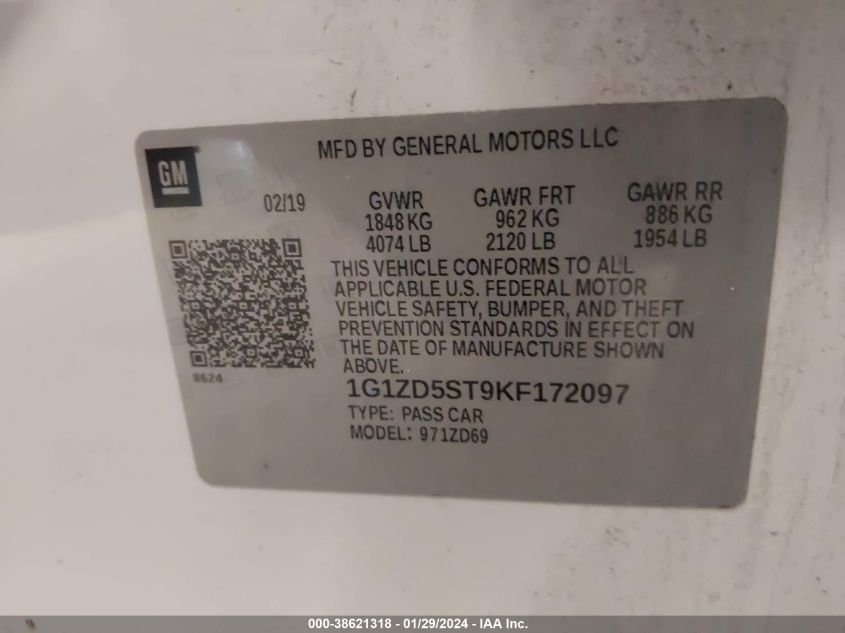 MFD BY GENERAL MOTORS LLC
GM
02/19
GVWR GAWR FRT GAWR RR
1848 KG 962 KG 886 KG
4074 LB 2120 LB 1954 LB
THIS VEHICLE CONFORMS TO ALL
APPLICABLE U.S. FEDERAL MOTOR
VEHICLE SAFETY, BUMPER, AND THEFT
PREVENTION STANDARDS IN EFFECT ON
THE DATE OF MANUFACTURE SHOWN
ABOVE.
8624
1G1ZD5ST9KF172097
TYPE: PASS CAR
MODEL: 971ZD69
000-38621318 - 01/29/2024 - IAA Inc.